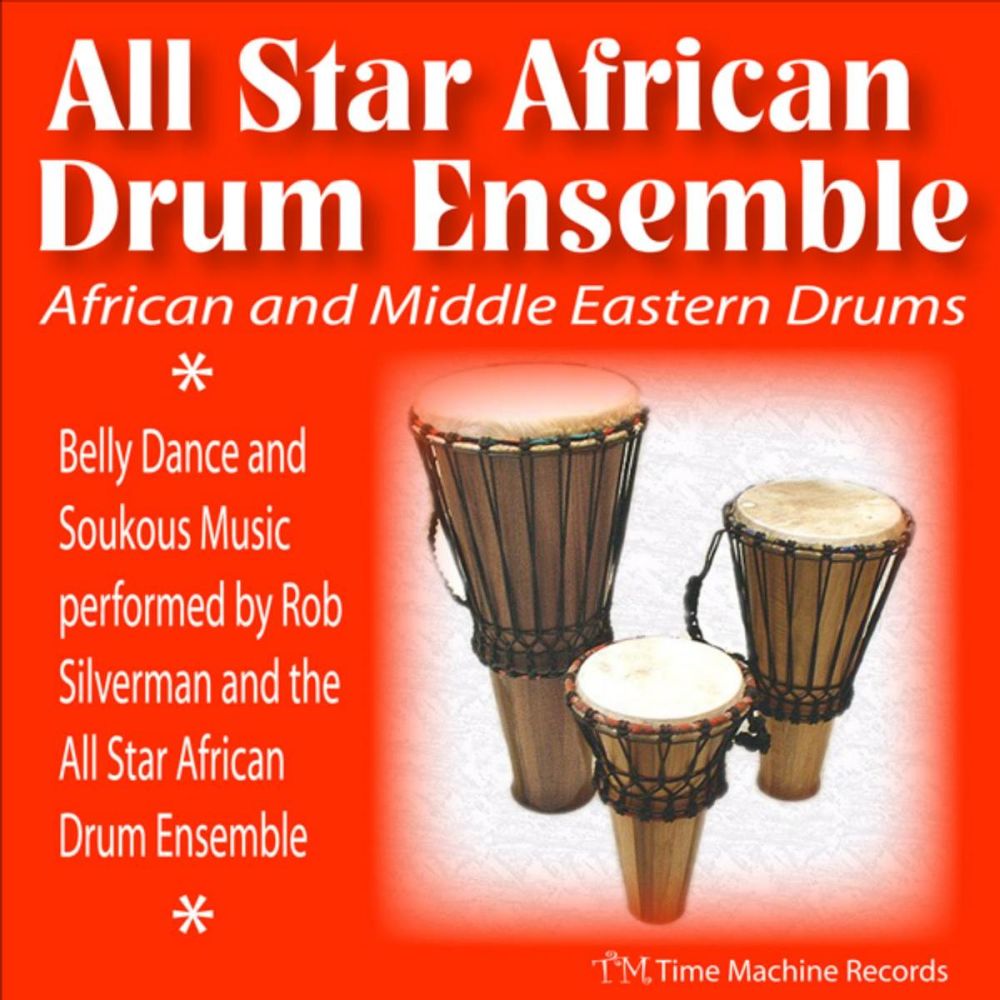 All Star African
Drum Ensemble
African and Middle Eastern Drums
*
Belly Dance and
Soukous Music
performed by Rob
Silverman and the
All Star African
Drum Ensemble
*
TM Time Machine Records